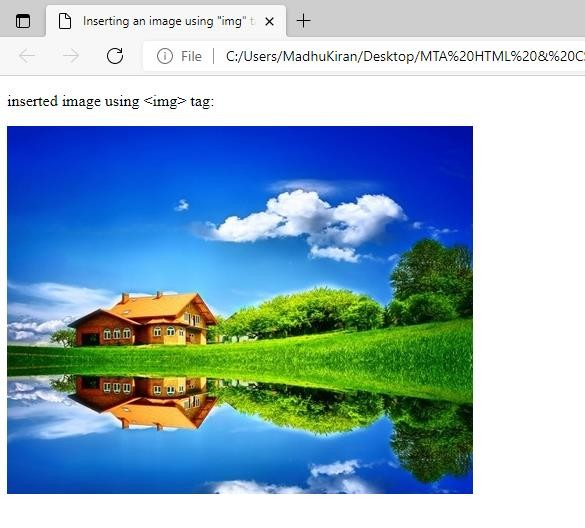 Inserting an image using "img" t
File | C:/Users/MadhuKiran/Desktop/MTA%20HTML%20&%20C
inserted image using <img> tag: